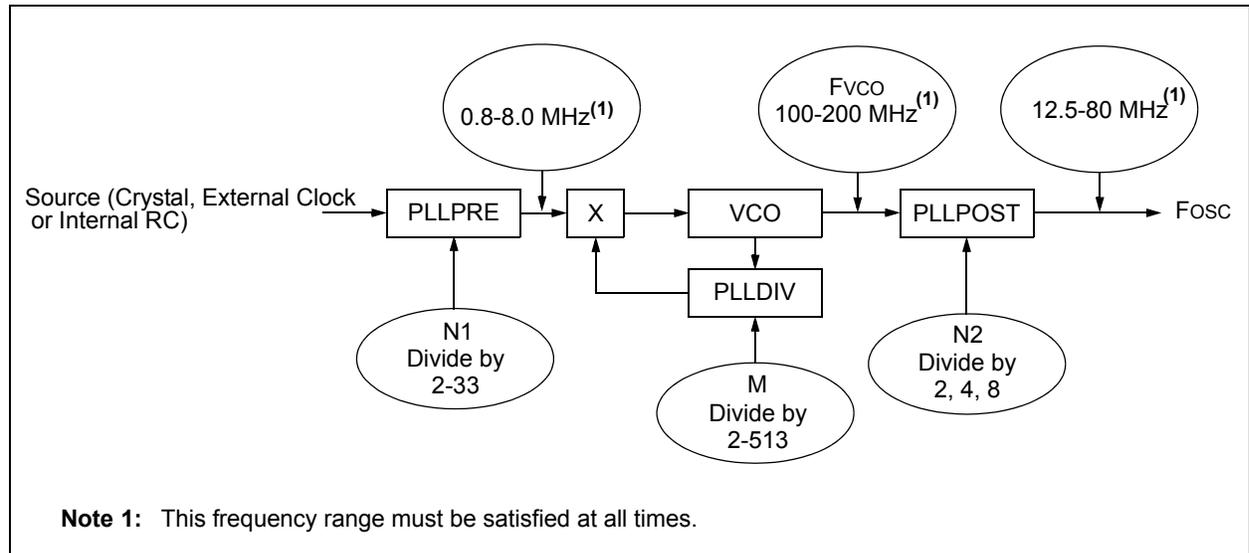 0.8-8.0 MHz(1)
FVCO
100-200 MHz(1)
12.5-80 MHz(1)
Source (Crystal, External Clock
or Internal RC)
PLLPRE
X
VCO
PLLPOST
FOSC
PLLDIV
N1
Divide by
2-33
M
Divide by
2-513
N2
Divide by
2, 4, 8
Note 1: This frequency range must be satisfied at all times.